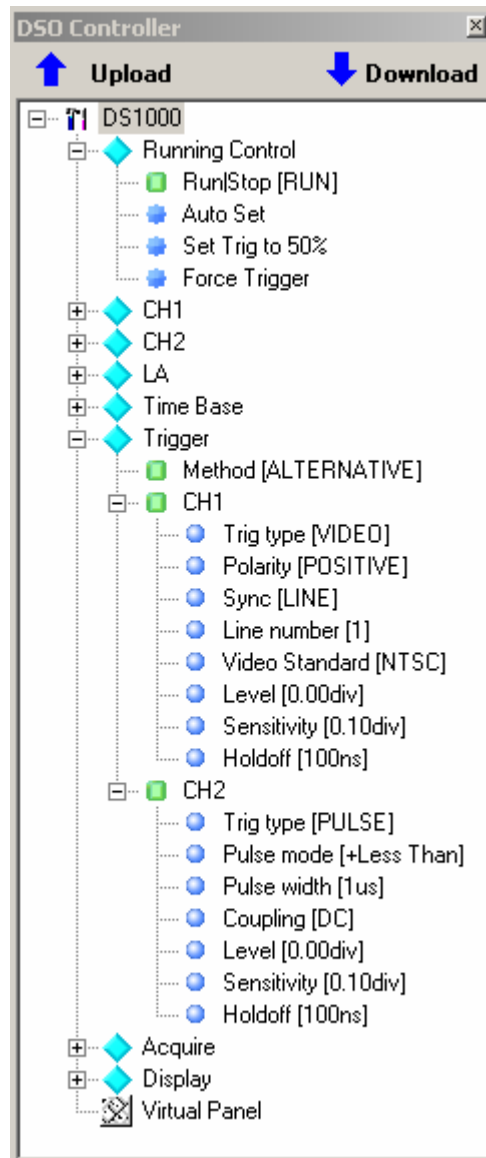 DSO Controller
Upload Download
DS1000
Running Control
Run|Stop [RUN]
Auto Set
Set Trig to 50%
Force Trigger
CH1
CH2
LA
Time Base
Trigger
Method [ALTERNATIVE]
CH1
Trig type [VIDEO]
Polarity [POSITIVE]
Sync [LINE]
Line number [1]
Video Standard [NTSC]
Level [0.00div]
Sensitivity [0.10div]
Holdoff [100ns]
CH2
Trig type [PULSE]
Pulse mode [+Less Than]
Pulse width [1us]
Coupling [DC]
Level [0.00div]
Sensitivity [0.10div]
Holdoff [100ns]
Acquire
Display
Virtual Panel